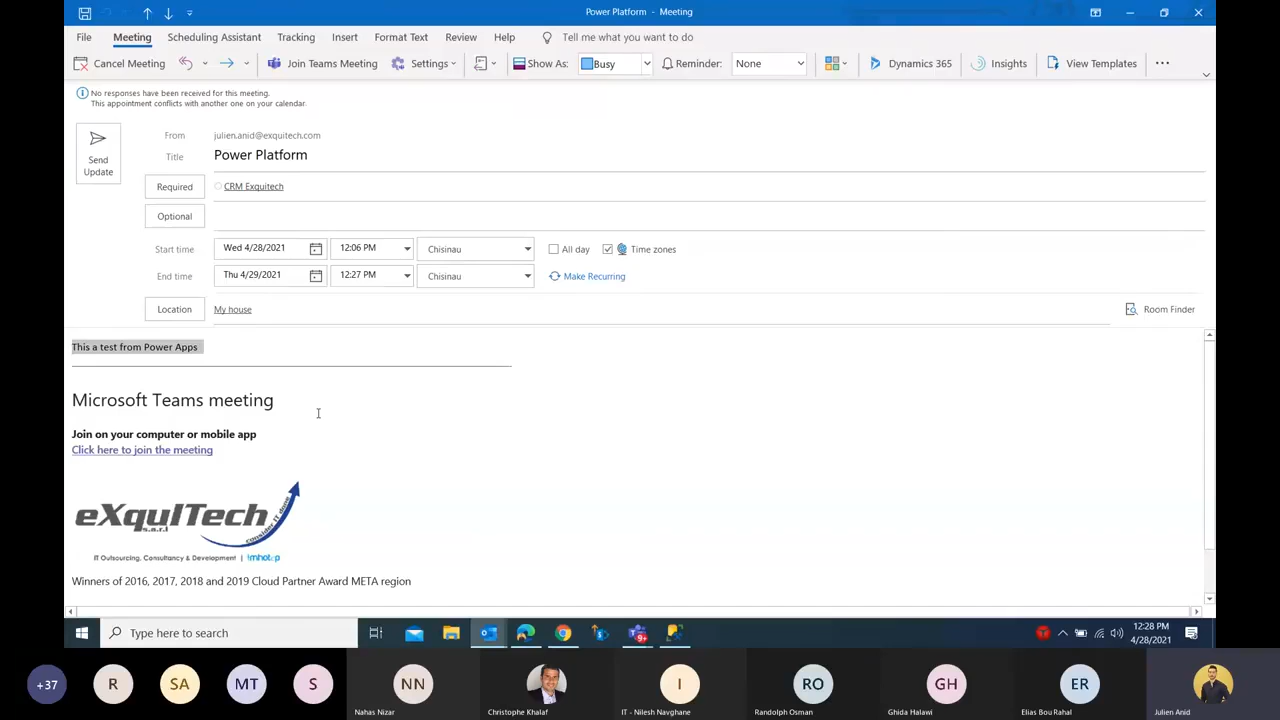 Power Platform - Meeting
File Meeting Scheduling Assistant Tracking Insert Format Text Review Help Tell me what you want to do
Cancel Meeting Join Teams Meeting Settings Show As: Busy Reminder: None Dynamics 365 Insights View Templates
No responses have been received for this meeting.
This appointment conflicts with another one on your calendar.
Send Update
From julien.anid@exquitech.com
Title Power Platform
Required CRM Exquitech
Optional
Start time Wed 4/28/2021 12:06 PM Chisinau All day Time zones
End time Thu 4/29/2021 12:27 PM Chisinau Make Recurring
Location My house Room Finder
This a test from Power Apps
Microsoft Teams meeting
Join on your computer or mobile app
Click here to join the meeting
eXquITech
s.a.r.l
consider IT done
IT Outsourcing, Consultancy & Development | imhotep
Winners of 2016, 2017, 2018 and 2019 Cloud Partner Award META region
Type here to search
9+
12:28 PM
4/28/2021
+37 R SA MT S NN I RO GH ER
Nahas Nizar Christophe Khalaf IT - Nilesh Navghane Randolph Osman Ghida Halawi Elias Bou Rahal Julien Anid